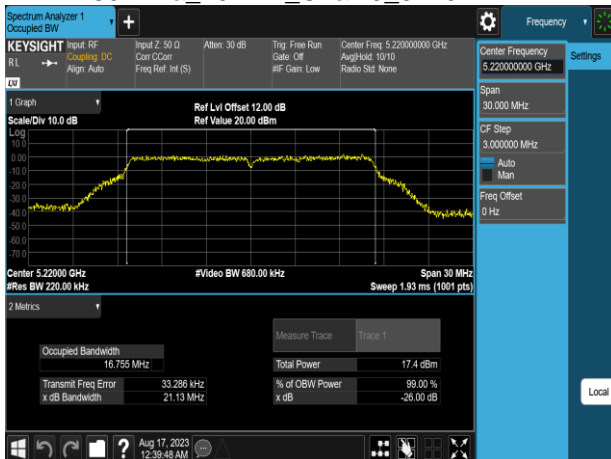 Spectrum Analyzer 1
Occupied BW
Frequency
KEYSIGHT
RL
LXI
Input: RF
Coupling: DC
Align: Auto
Input Z: 50 Ω
Corr CCorr
Freq Ref: Int (S)
Atten: 30 dB
Trig: Free Run
Gate: Off
#IF Gain: Low
Center Freq: 5.220000000 GHz
Avg|Hold: 10/10
Radio Std: None
Center Frequency
5.220000000 GHz
Settings
Span
30.000 MHz
CF Step
3.000000 MHz
Auto
Man
Freq Offset
0 Hz
Local
1 Graph
Scale/Div 10.0 dB
Ref Lvl Offset 12.00 dB
Ref Value 20.00 dBm
Log
10.0
0.00
-10.0
-20.0
-30.0
-40.0
-50.0
-60.0
-70.0
Center 5.22000 GHz
#Video BW 680.00 kHz
Span 30 MHz
#Res BW 220.00 kHz
Sweep 1.93 ms (1001 pts)
2 Metrics
Measure Trace
Trace 1
Occupied Bandwidth
16.755 MHz
Total Power
17.4 dBm
Transmit Freq Error
33.286 kHz
% of OBW Power
99.00 %
x dB Bandwidth
21.13 MHz
x dB
-26.00 dB
Aug 17, 2023
12:39:48 AM